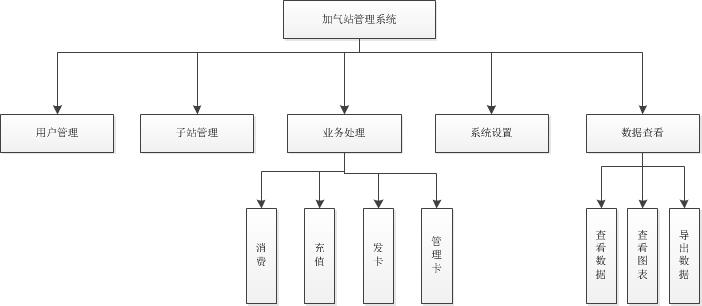 加气站管理系统
用户管理
子站管理
业务处理
系统设置
数据查看
消费
充值
发卡
管理卡
查看数据
查看图表
导出数据